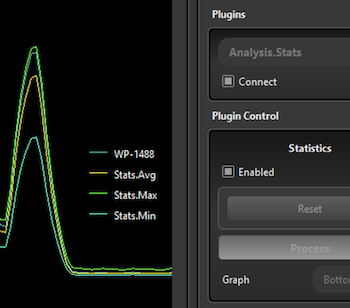 WP-1488
Stats.Avg
Stats.Max
Stats.Min
Plugins
Analysis.Stats
Connect
Plugin Control
Statistics
Enabled
Reset
Process
Graph